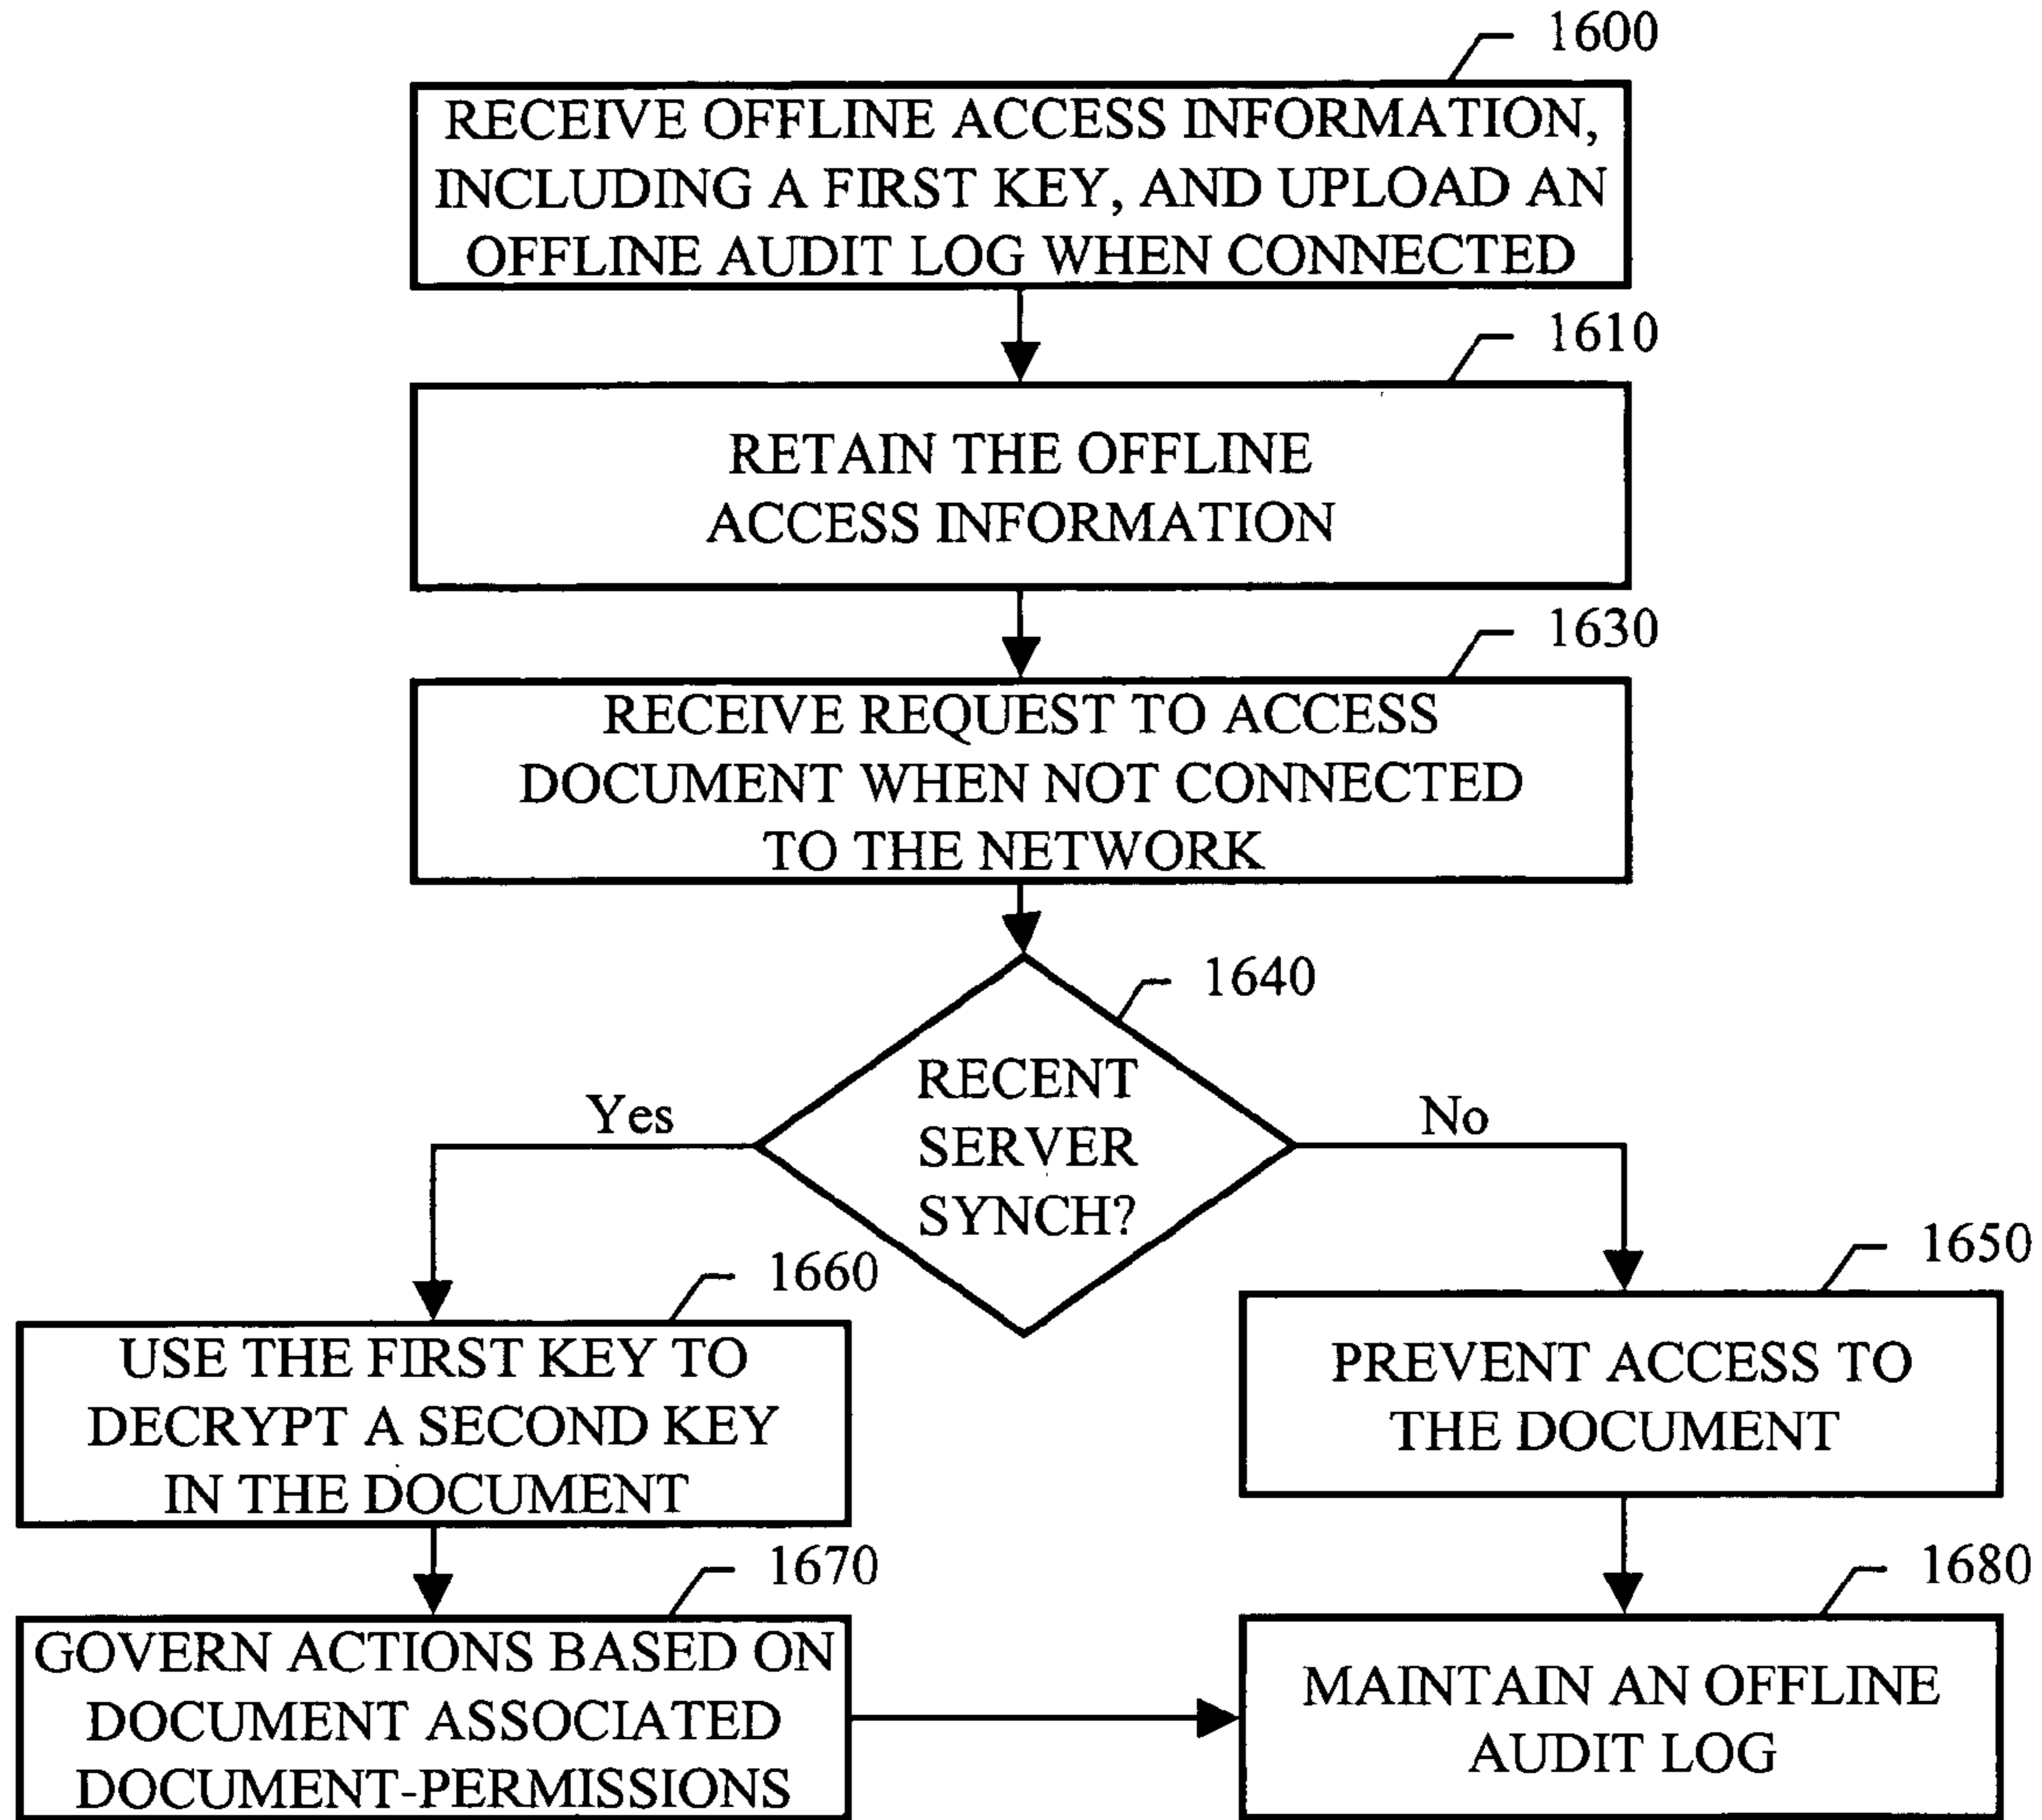 1600
RECEIVE OFFLINE ACCESS INFORMATION,
INCLUDING A FIRST KEY, AND UPLOAD AN
OFFLINE AUDIT LOG WHEN CONNECTED
1610
RETAIN THE OFFLINE
ACCESS INFORMATION
1630
RECEIVE REQUEST TO ACCESS
DOCUMENT WHEN NOT CONNECTED
TO THE NETWORK
1640
RECENT
SERVER
SYNCH?
Yes
No
1660
USE THE FIRST KEY TO
DECRYPT A SECOND KEY
IN THE DOCUMENT
1650
PREVENT ACCESS TO
THE DOCUMENT
1670
GOVERN ACTIONS BASED ON
DOCUMENT ASSOCIATED
DOCUMENT-PERMISSIONS
1680
MAINTAIN AN OFFLINE
AUDIT LOG